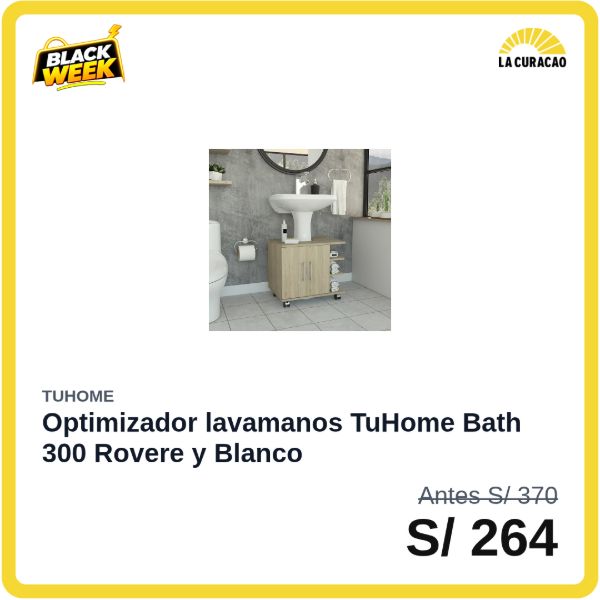 BLACK
WEEK
LA CURACAO
TUHOME
Optimizador lavamanos TuHome Bath
300 Rovere y Blanco
Antes S/ 370
S/ 264